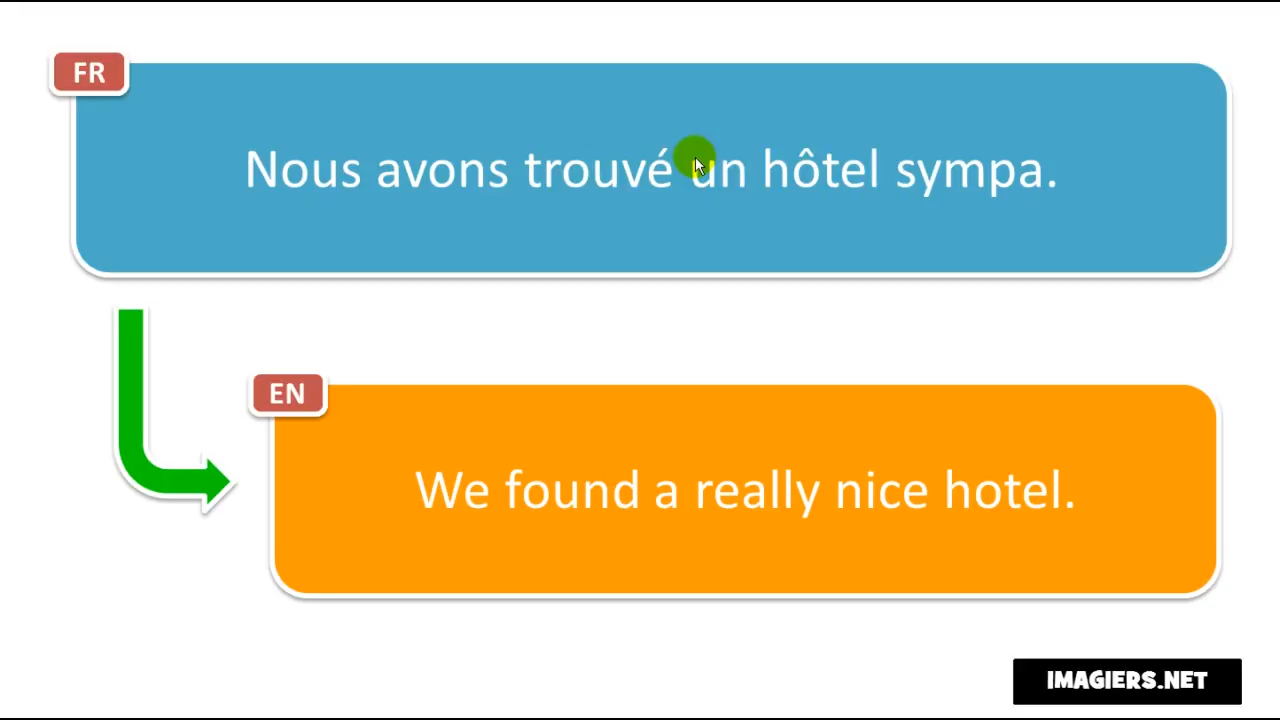 FR
Nous avons trouvé un hôtel sympa.
EN
We found a really nice hotel.
IMAGIERS.NET